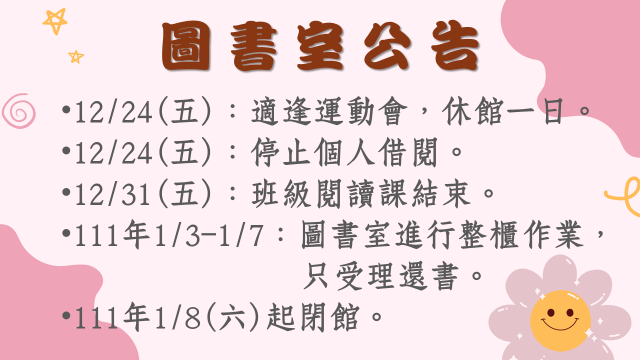 圖書室公告
•12/24(五)：適逢運動會，休館一日。
•12/24(五)：停止個人借閱。
•12/31(五)：班級閱讀課結束。
•111年1/3-1/7：圖書室進行整櫃作業，
只受理還書。
•111年1/8(六)起閉館。